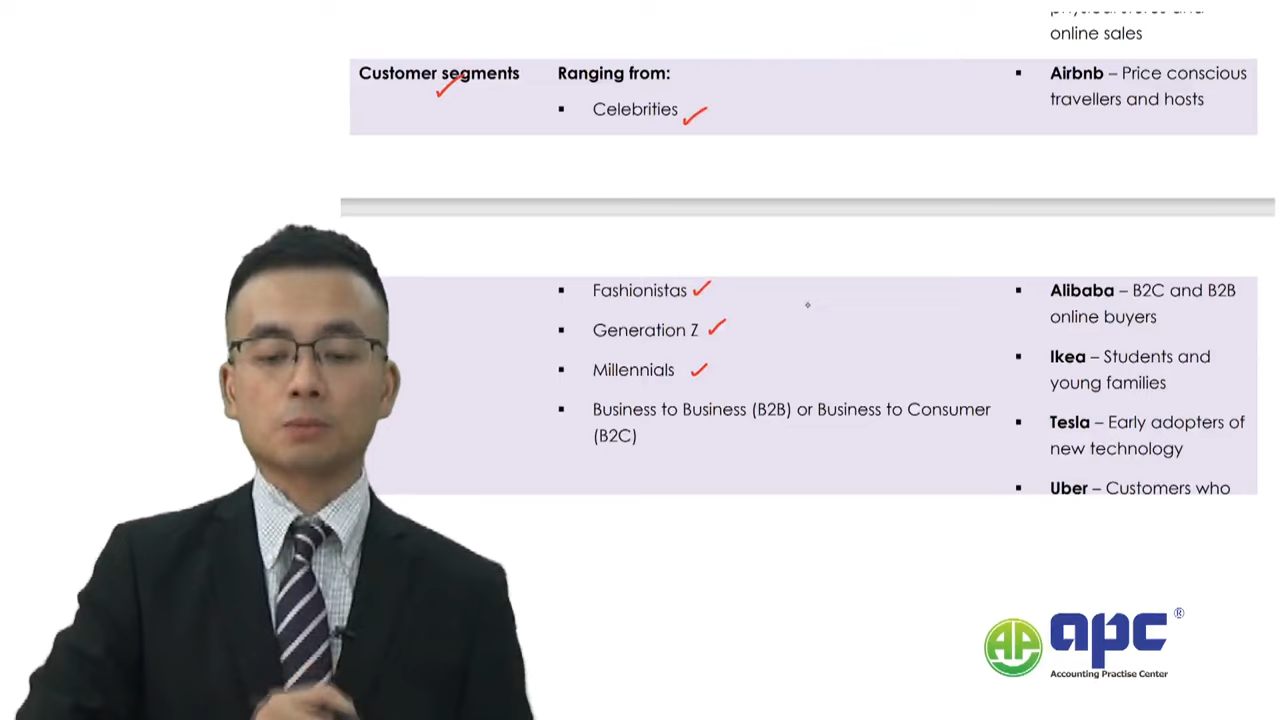 online sales
Customer segments
Ranging from:
▪ Celebrities
▪ Airbnb – Price conscious
travellers and hosts
▪ Fashionistas
▪ Generation Z
▪ Millennials
▪ Business to Business (B2B) or Business to Consumer
(B2C)
▪ Alibaba – B2C and B2B
online buyers
▪ Ikea – Students and
young families
▪ Tesla – Early adopters of
new technology
▪ Uber – Customers who
AP
apc®
Accounting Practise Center